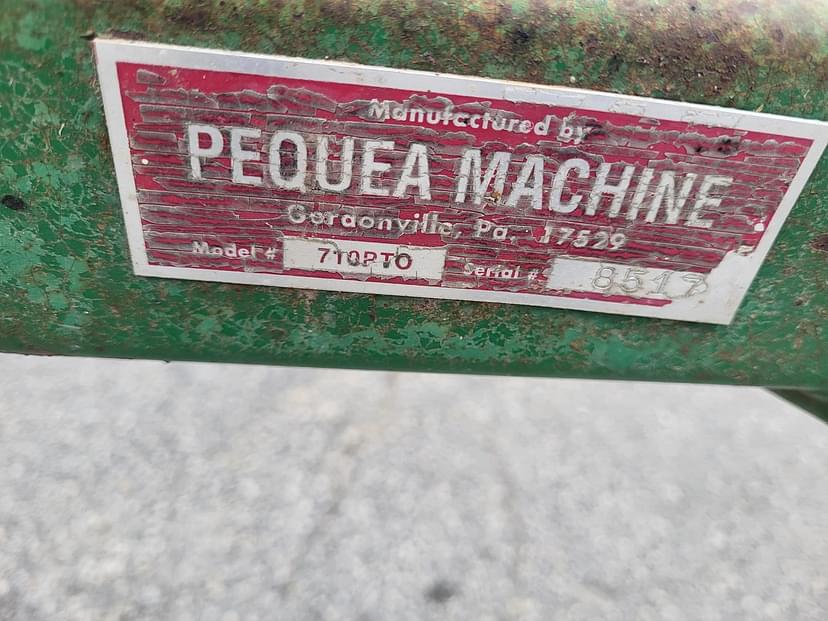 Manufactured by
PEQUEA MACHINE
Gordonville, Pa. 17529
Model # 710PTO Serial # 8517